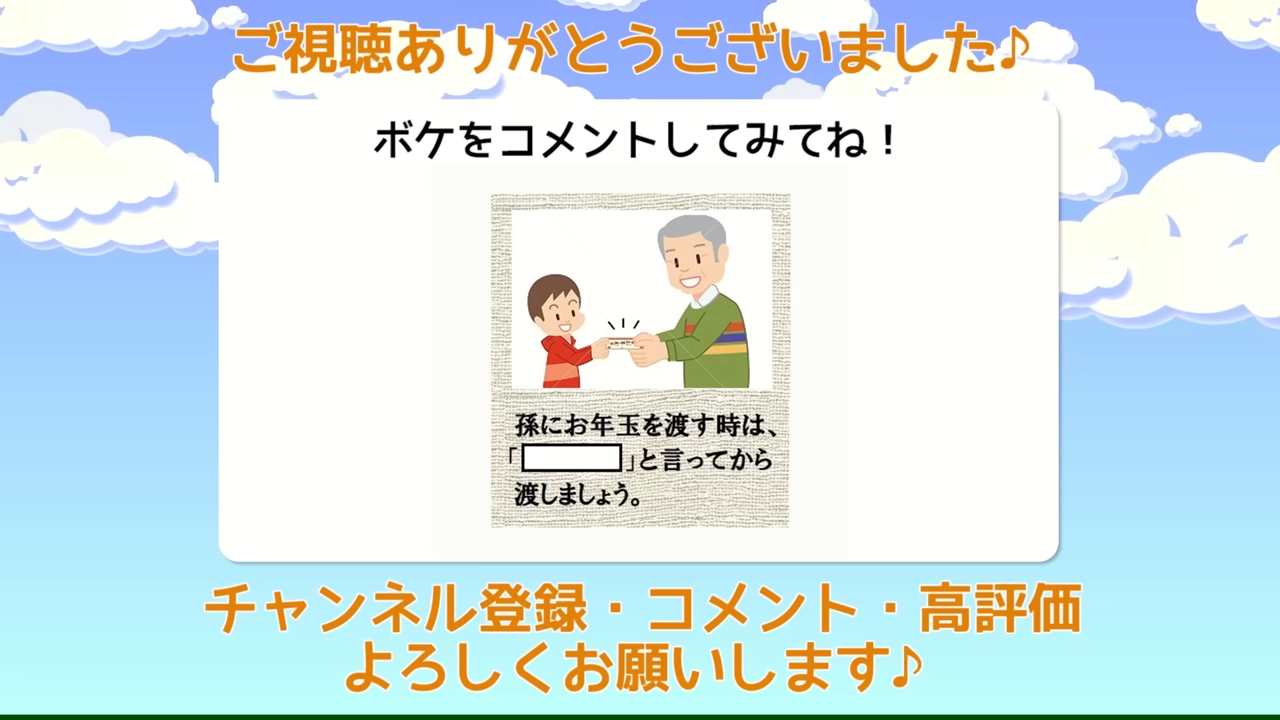 ご視聴ありがとうございました♪
ボケをコメントしてみてね！
孫にお年玉を渡す時は、
「 」と言ってから
渡しましょう。
チャンネル登録・コメント・高評価
よろしくお願いします♪